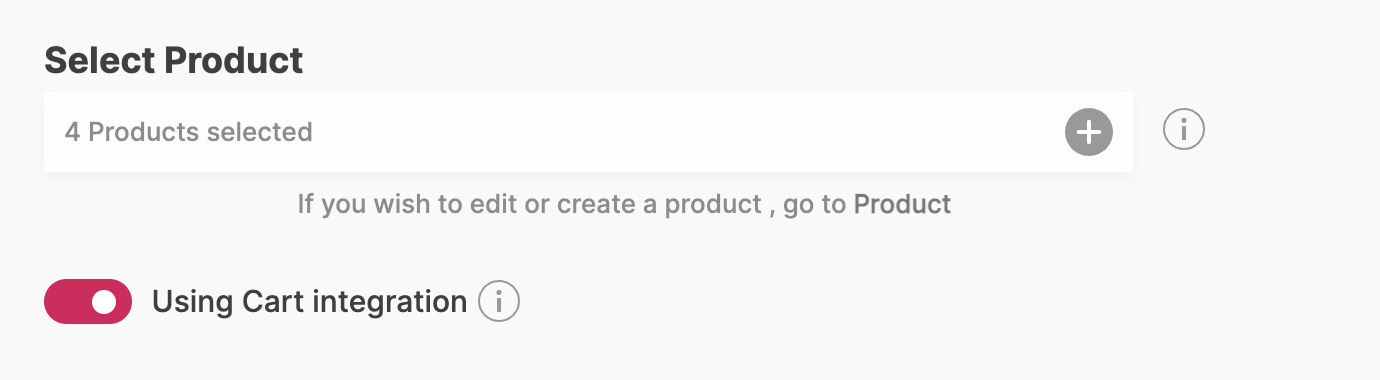 Select Product
4 Products selected
If you wish to edit or create a product , go to Product
Using Cart integration